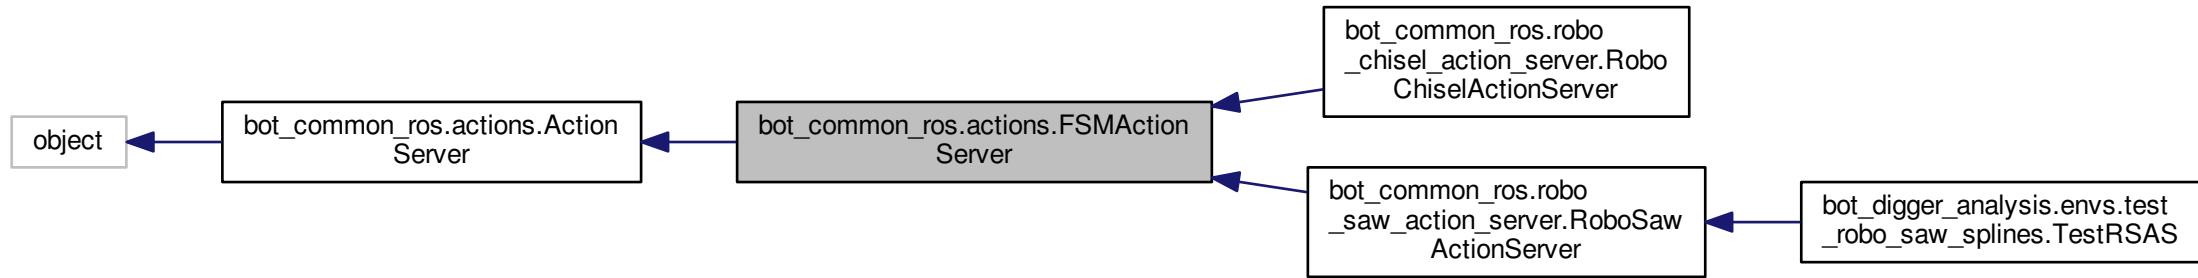 object
bot_common_ros.actions.Action
Server
bot_common_ros.actions.FSMAction
Server
bot_common_ros.robo
_chisel_action_server.Robo
ChiselActionServer
bot_common_ros.robo
_saw_action_server.RoboSaw
ActionServer
bot_digger_analysis.envs.test
_robo_saw_splines.TestRSAS